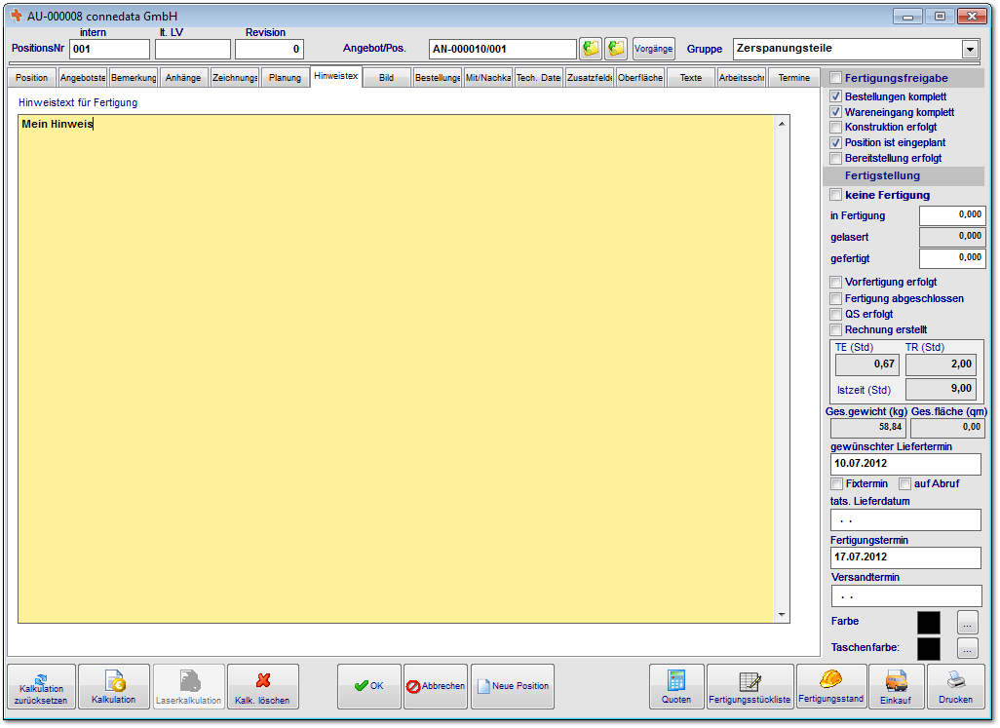 AU-000008 connedata GmbH
intern
lt. LV
Revision
PositionsNr
001
0
Angebot/Pos.
AN-000010/001
Vorgänge
Gruppe
Zerspanungsteile
Position
Angebotste
Bemerkung
Anhänge
Zeichnungs
Planung
Hinweistex
Bild
Bestellunge
Mit/Nachka
Tech. Date
Zusatzfelde
Oberfläche
Texte
Arbeitsschr
Termine
Hinweistext für Fertigung
Mein Hinweis
Fertigungsfreigabe
Bestellungen komplett
Wareneingang komplett
Konstruktion erfolgt
Position ist eingeplant
Bereitstellung erfolgt
Fertigstellung
keine Fertigung
in Fertigung
0,000
gelasert
0,000
gefertigt
0,000
Vorfertigung erfolgt
Fertigung abgeschlossen
QS erfolgt
Rechnung erstellt
TE (Std)
TR (Std)
0,67
2,00
Istzeit (Std)
9,00
Ges.gewicht (kg)
Ges.fläche (qm)
58,84
0,00
gewünschter Liefertermin
10.07.2012
Fixtermin
auf Abruf
tats. Lieferdatum
. .
Fertigungstermin
17.07.2012
Versandtermin
. .
Farbe
...
Taschenfarbe:
...
Kalkulation
zurücksetzen
Kalkulation
Laserkalkulation
Kalk. löschen
OK
Abbrechen
Neue Position
Quoten
Fertigungsstückliste
Fertigungsstand
Einkauf
Drucken